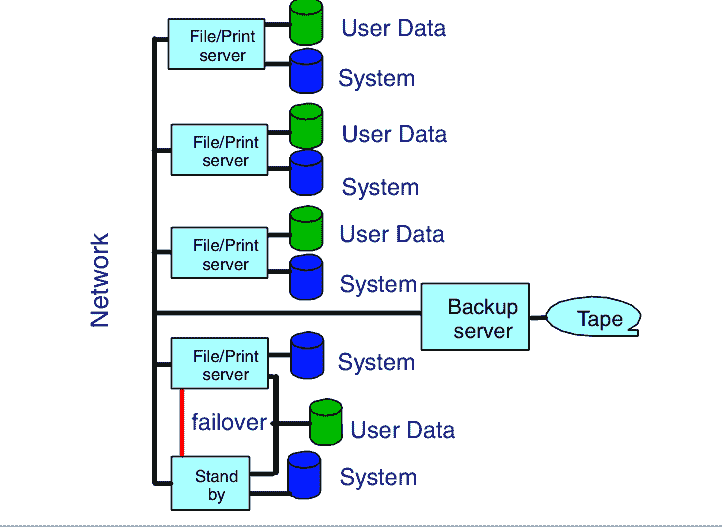 File/Print
server
User Data
System
File/Print
server
User Data
System
File/Print
server
User Data
System
Network
Backup
server
Tape
File/Print
server
System
failover
User Data
Stand
by
System